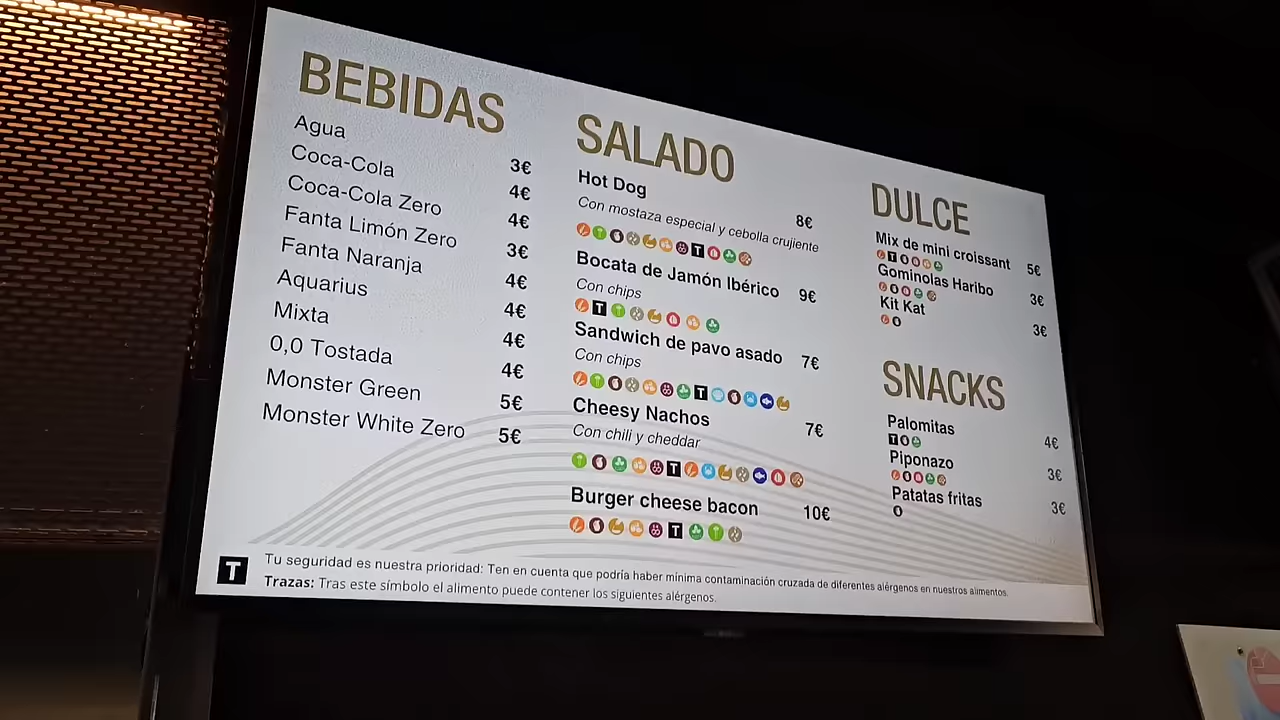 BEBIDAS
Agua 3€
Coca-Cola 4€
Coca-Cola Zero 4€
Fanta Limón Zero 3€
Fanta Naranja 4€
Aquarius 4€
Mixta 4€
0,0 Tostada 4€
Monster Green 5€
Monster White Zero 5€
SALADO
Hot Dog 8€
Con mostaza especial y cebolla crujiente
T
Bocata de Jamón Ibérico 9€
Con chips
T
Sandwich de pavo asado 7€
Con chips
T
Cheesy Nachos 7€
Con chili y cheddar
T
Burger cheese bacon 10€
T
DULCE
Mix de mini croissant 5€
T
Gominolas Haribo 3€
Kit Kat 3€
SNACKS
Palomitas 4€
T
Piponazo 3€
Patatas fritas 3€
T Tu seguridad es nuestra prioridad: Ten en cuenta que podría haber mínima contaminación cruzada de diferentes alérgenos en nuestros alimentos.
Trazas: Tras este símbolo el alimento puede contener los siguientes alérgenos.